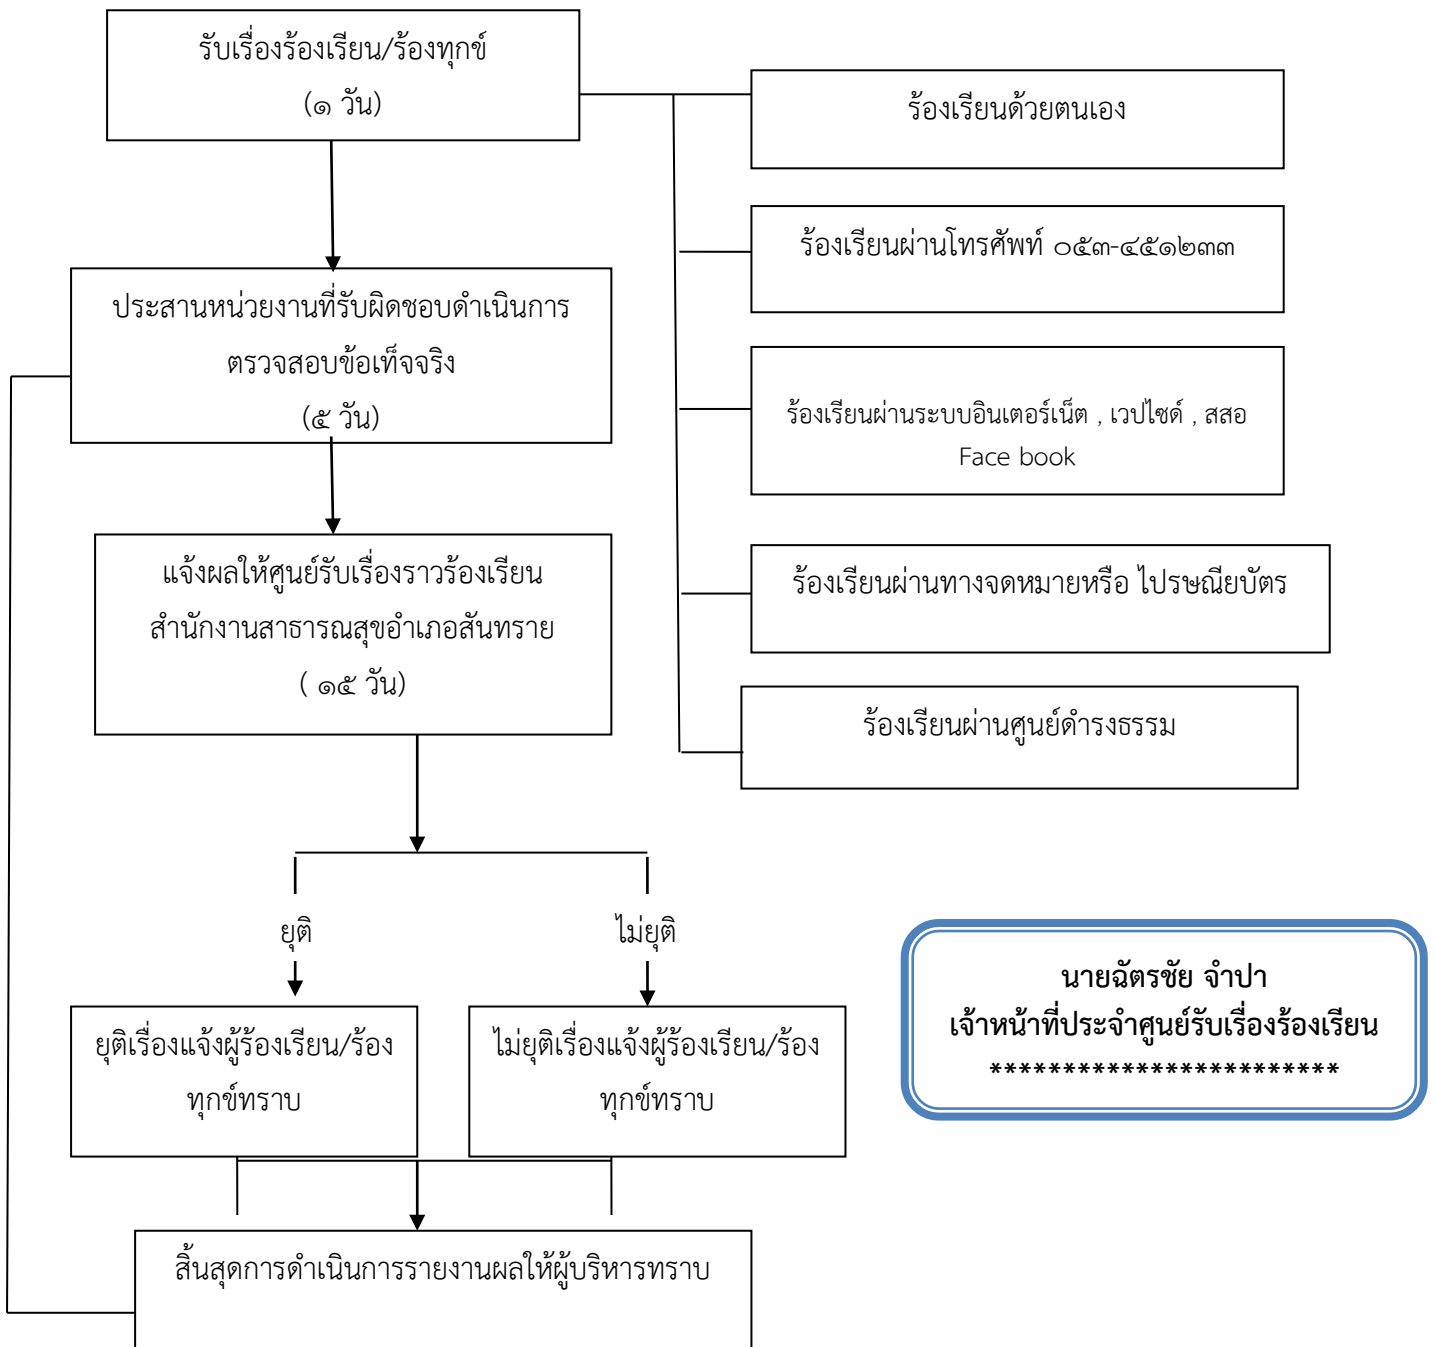 รับเรื่องร้องเรียน/ร้องทุกข์
(๑ วัน)
ร้องเรียนด้วยตนเอง
ร้องเรียนผ่านโทรศัพท์ ๐๕๓-๔๕๑๒๓๓
ประสานหน่วยงานที่รับผิดชอบดำเนินการ
ตรวจสอบข้อเท็จจริง
(๕ วัน)
ร้องเรียนผ่านระบบอินเตอร์เน็ต , เวปไซด์ , สสอ
Face book
แจ้งผลให้ศูนย์รับเรื่องราวร้องเรียน
สำนักงานสาธารณสุขอำเภอสันทราย
( ๑๕ วัน)
ร้องเรียนผ่านทางจดหมายหรือ ไปรษณียบัตร
ร้องเรียนผ่านศูนย์ดำรงธรรม
ยุติ
ไม่ยุติ
นายฉัตรชัย จำปา
เจ้าหน้าที่ประจำศูนย์รับเรื่องร้องเรียน
************************
ยุติเรื่องแจ้งผู้ร้องเรียน/ร้อง
ทุกข์ทราบ
ไม่ยุติเรื่องแจ้งผู้ร้องเรียน/ร้อง
ทุกข์ทราบ
สิ้นสุดการดำเนินการรายงานผลให้ผู้บริหารทราบ